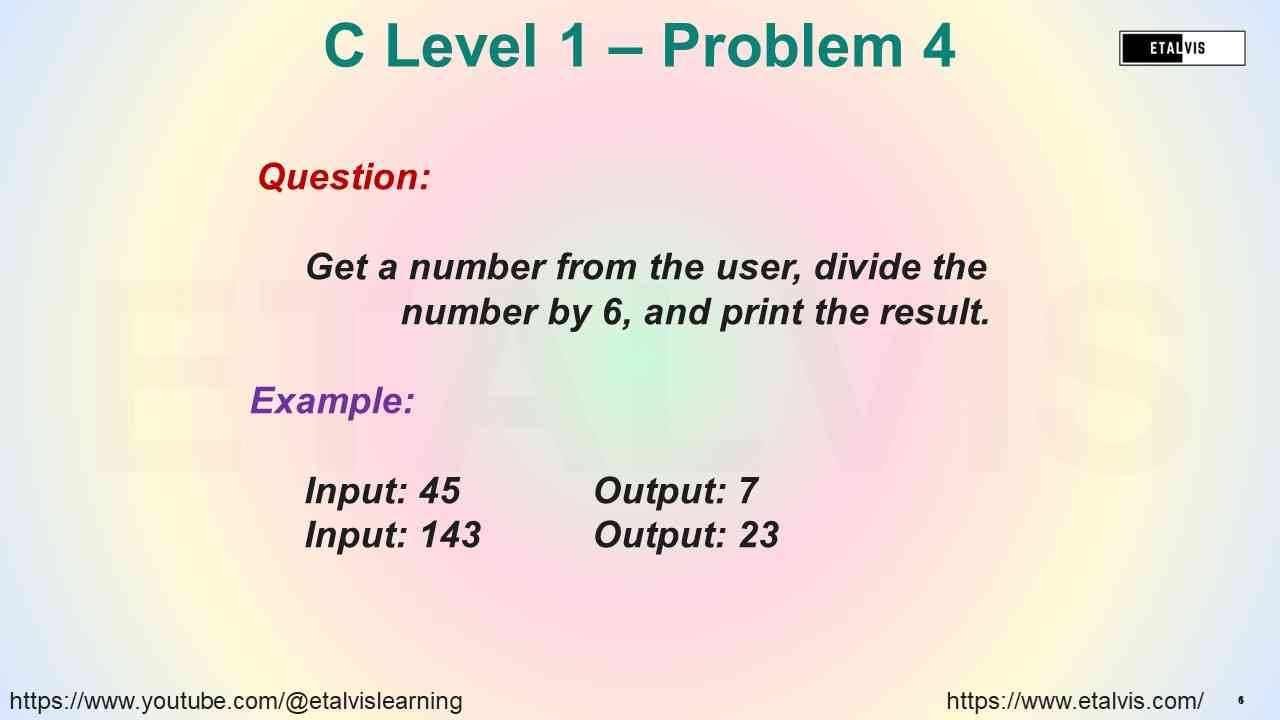 C Level 1 – Problem 4
ETALVIS
Question:
Get a number from the user, divide the
number by 6, and print the result.
Example:
Input: 45 Output: 7
Input: 143 Output: 23
ETALVIS
https://www.youtube.com/@etalvislearning https://www.etalvis.com/ 6